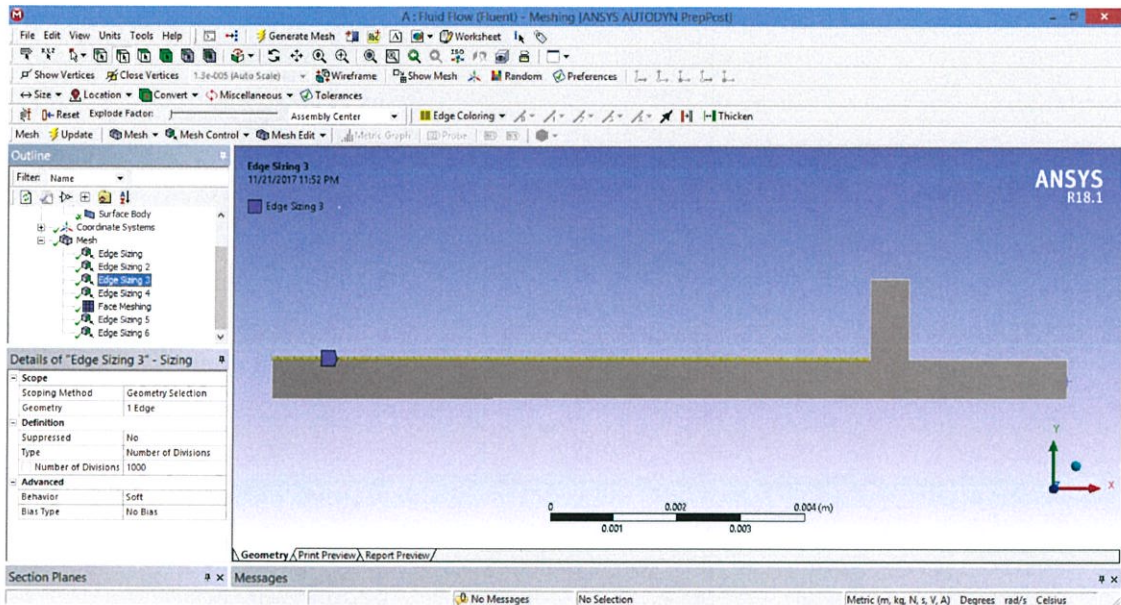 A : Fluid Flow (Fluent) - Meshing [ANSYS AUTODYN PrepPost]
File Edit View Units Tools Help Generate Mesh Worksheet
ISO
Show Vertices Close Vertices 1.3e-005 (Auto Scale) Wireframe Show Mesh Random Preferences
Size Location Convert Miscellaneous Tolerances
Reset Explode Factor: Assembly Center Edge Coloring Thicken
Mesh Update Mesh Mesh Control Mesh Edit Metric Graph Probe
Outline
Filter: Name
Surface Body
Coordinate Systems
Mesh
Edge Sizing
Edge Sizing 2
Edge Sizing 3
Edge Sizing 4
Face Meshing
Edge Sizing 5
Edge Sizing 6
Details of "Edge Sizing 3" - Sizing
Scope
Scoping Method Geometry Selection
Geometry 1 Edge
Definition
Suppressed No
Type Number of Divisions
Number of Divisions 1000
Advanced
Behavior Soft
Bias Type No Bias
Edge Sizing 3
11/21/2017 11:52 PM
Edge Sizing 3
ANSYS
R18.1
Y
X
0 0.002 0.004 (m)
0.001 0.003
Geometry Print Preview Report Preview
Section Planes
Messages
No Messages No Selection Metric (m, kg, N, s, V, A) Degrees rad/s Celsius